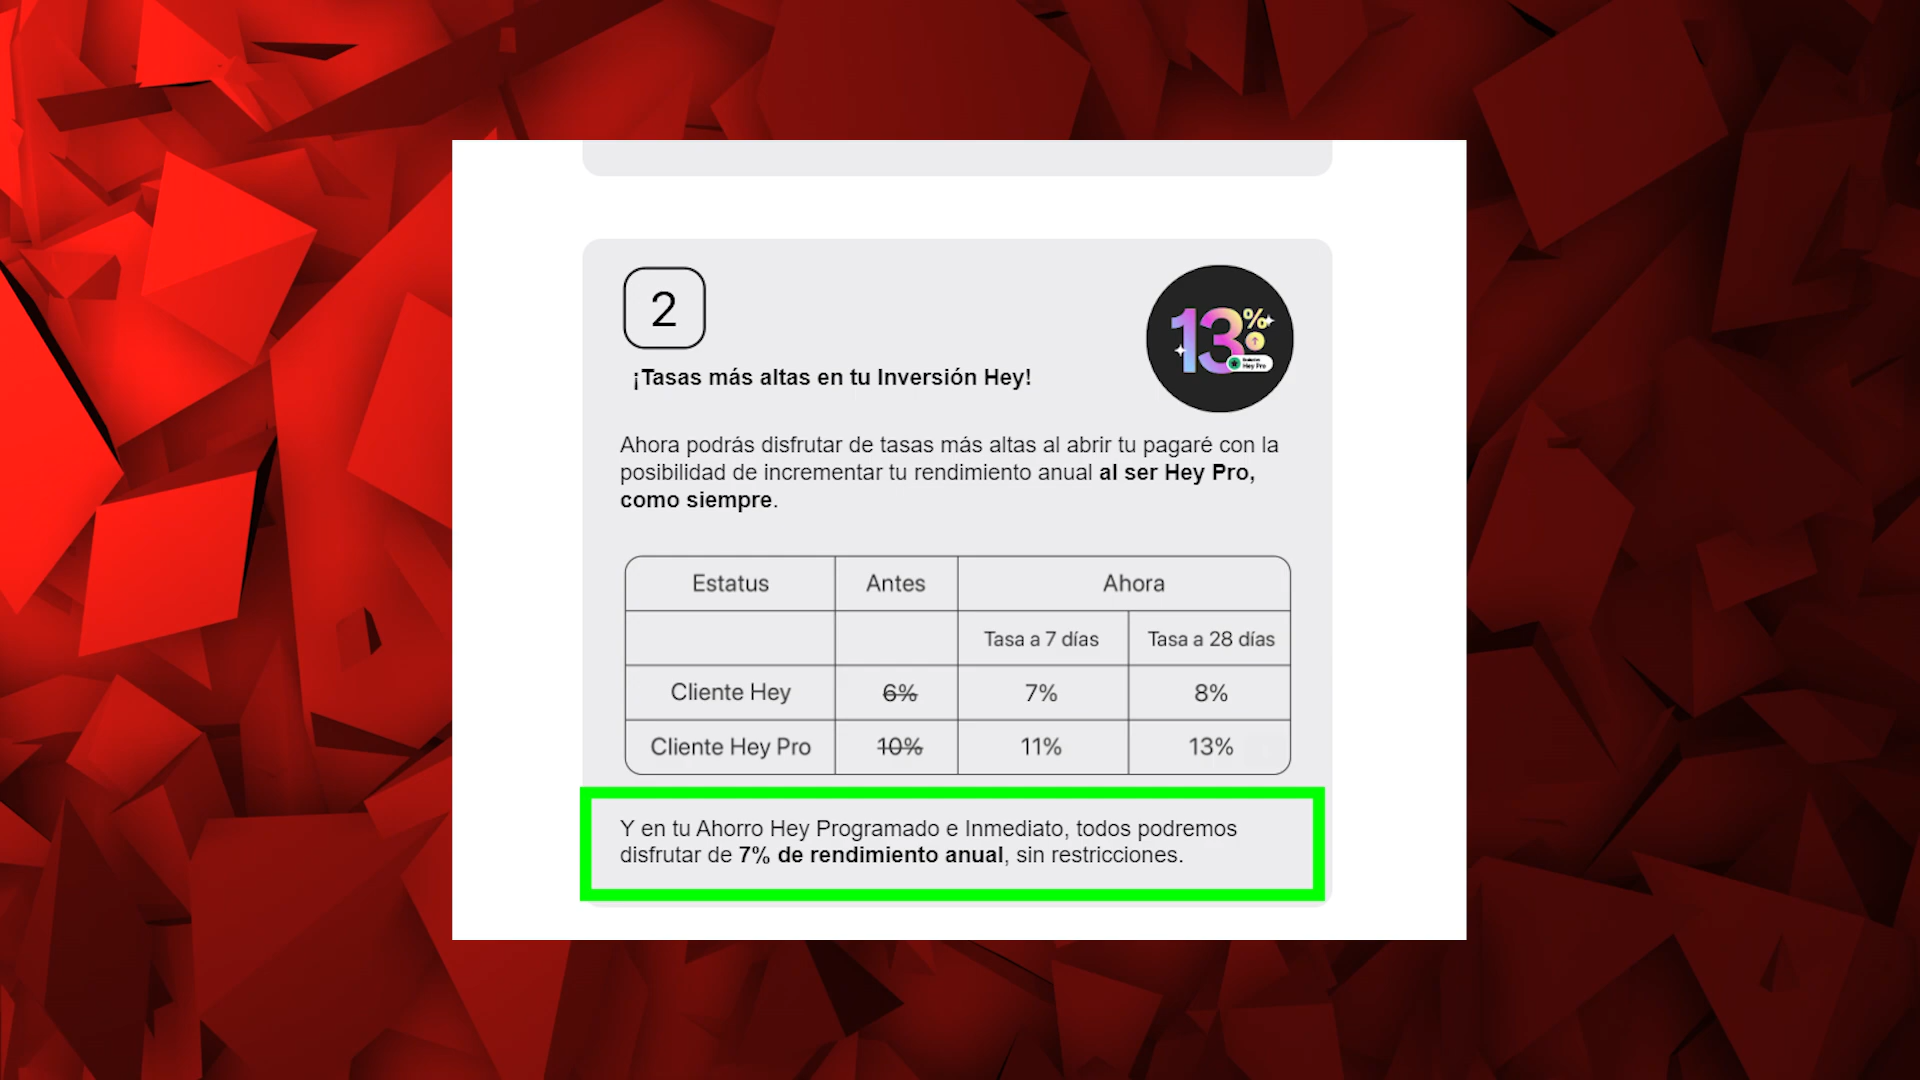 2
13%
Hey Pro
¡Tasas más altas en tu Inversión Hey!
Ahora podrás disfrutar de tasas más altas al abrir tu pagaré con la
posibilidad de incrementar tu rendimiento anual al ser Hey Pro,
como siempre.
Estatus Antes Ahora
Tasa a 7 días Tasa a 28 días
Cliente Hey 6% 7% 8%
Cliente Hey Pro 10% 11% 13%
Y en tu Ahorro Hey Programado e Inmediato, todos podremos
disfrutar de 7% de rendimiento anual, sin restricciones.